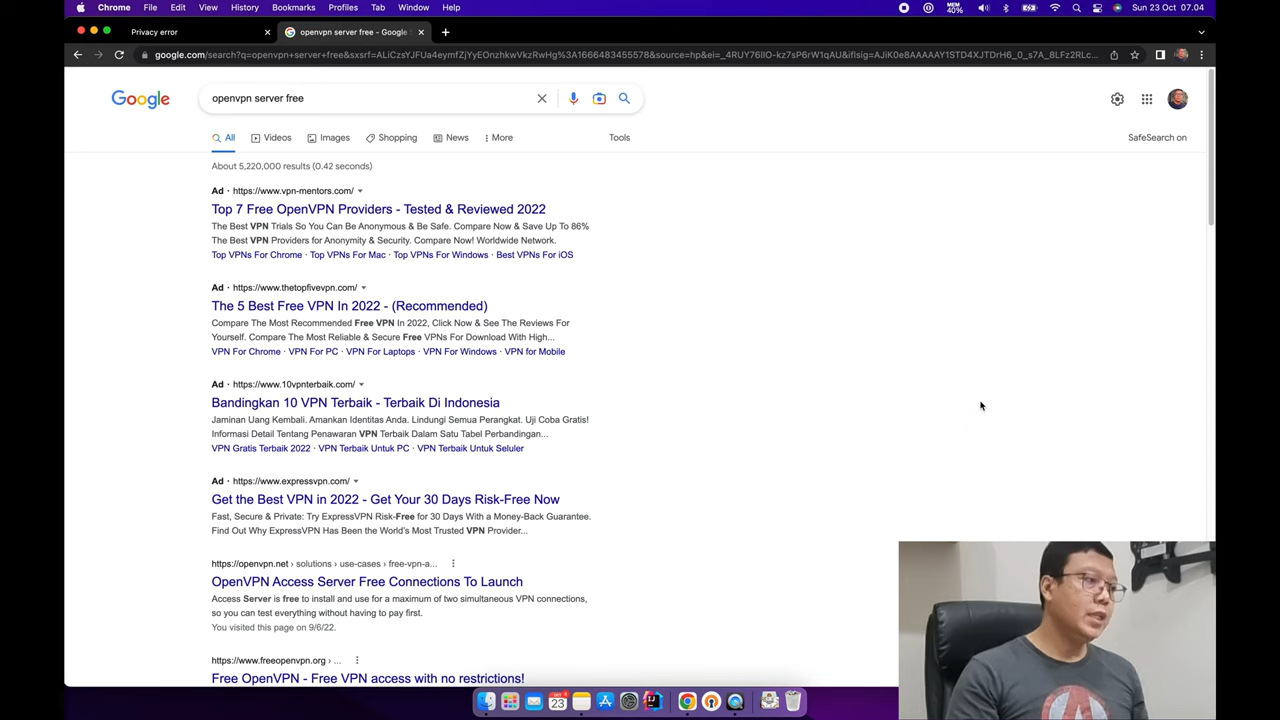 Chrome File Edit View History Bookmarks Profiles Tab Window Help MEM 40% Sun 23 Oct 07.04
Privacy error openvpn server free - Google
google.com/search?q=openvpn+server+free&sxsrf=
Google openvpn server free
All Videos Images Shopping News More Tools SafeSearch on
About 5,220,000 results (0.42 seconds)
Ad · https://www.vpn-mentors.com/
Top 7 Free OpenVPN Providers - Tested & Reviewed 2022
The Best VPN Trials So You Can Be Anonymous & Be Safe. Compare Now & Save Up To 86%
The Best VPN Providers for Anonymity & Security. Compare Now! Worldwide Network.
Top VPNs For Chrome · Top VPNs For Mac · Top VPNs For Windows · Best VPNs For iOS
Ad · https://www.thetopfivevpn.com/
The 5 Best Free VPN In 2022 - (Recommended)
Compare The Most Recommended Free VPN In 2022, Click Now & See The Reviews For
Yourself. Compare The Most Reliable & Secure Free VPNs For Download With High...
VPN For Chrome · VPN For PC · VPN For Laptops · VPN For Windows · VPN for Mobile
Ad · https://www.10vpnterbaik.com/
Bandingkan 10 VPN Terbaik - Terbaik Di Indonesia
Jaminan Uang Kembali. Amankan Identitas Anda. Lindungi Semua Perangkat. Uji Coba Gratis!
Informasi Detail Tentang Penawaran VPN Terbaik Dalam Satu Tabel Perbandingan...
VPN Gratis Terbaik 2022 · VPN Terbaik Untuk PC · VPN Terbaik Untuk Seluler
Ad · https://www.expressvpn.com/
Get the Best VPN in 2022 - Get Your 30 Days Risk-Free Now
Fast, Secure & Private: Try ExpressVPN Risk-Free for 30 Days With a Money-Back Guarantee.
Find Out Why ExpressVPN Has Been the World's Most Trusted VPN Provider...
https://openvpn.net › solutions › use-cases › free-vpn-a...
OpenVPN Access Server Free Connections To Launch
Access Server is free to install and use for a maximum of two simultaneous VPN connections,
so you can test everything without having to pay first.
You visited this page on 9/6/22.
https://www.freeopenvpn.org › ...
Free OpenVPN - Free VPN access with no restrictions!
23